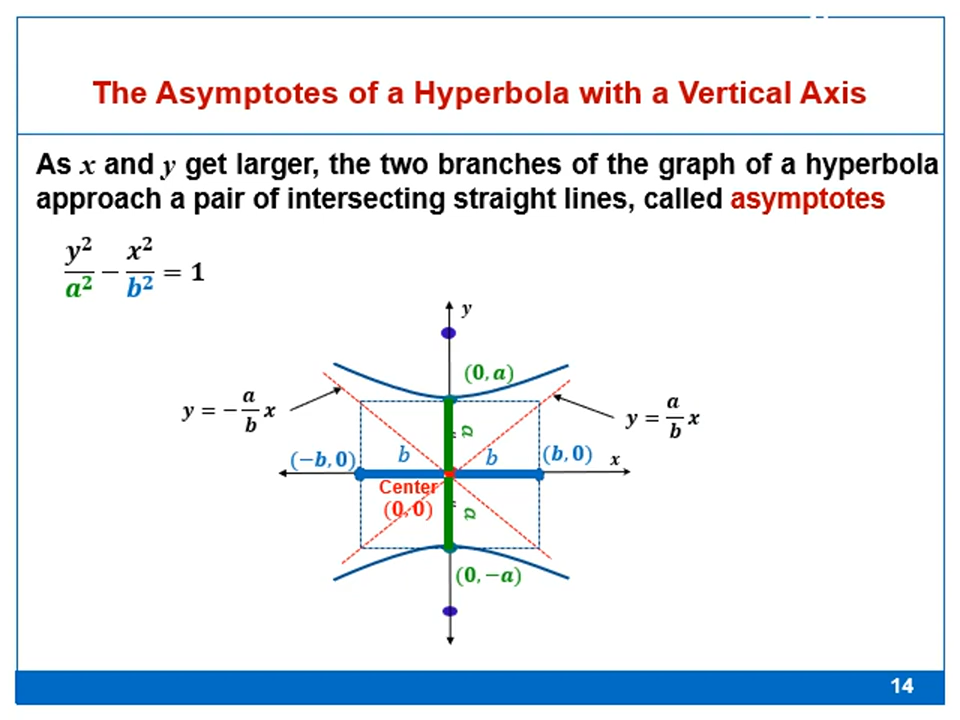 The Asymptotes of a Hyperbola with a Vertical Axis
As x and y get larger, the two branches of the graph of a hyperbola
approach a pair of intersecting straight lines, called asymptotes
y²/a² − x²/b² = 1
y
(0, a)
y = −a/b x
y = a/b x
a
(−b, 0)
b
b
(b, 0)
x
Center
(0, 0)
a
(0, −a)
14